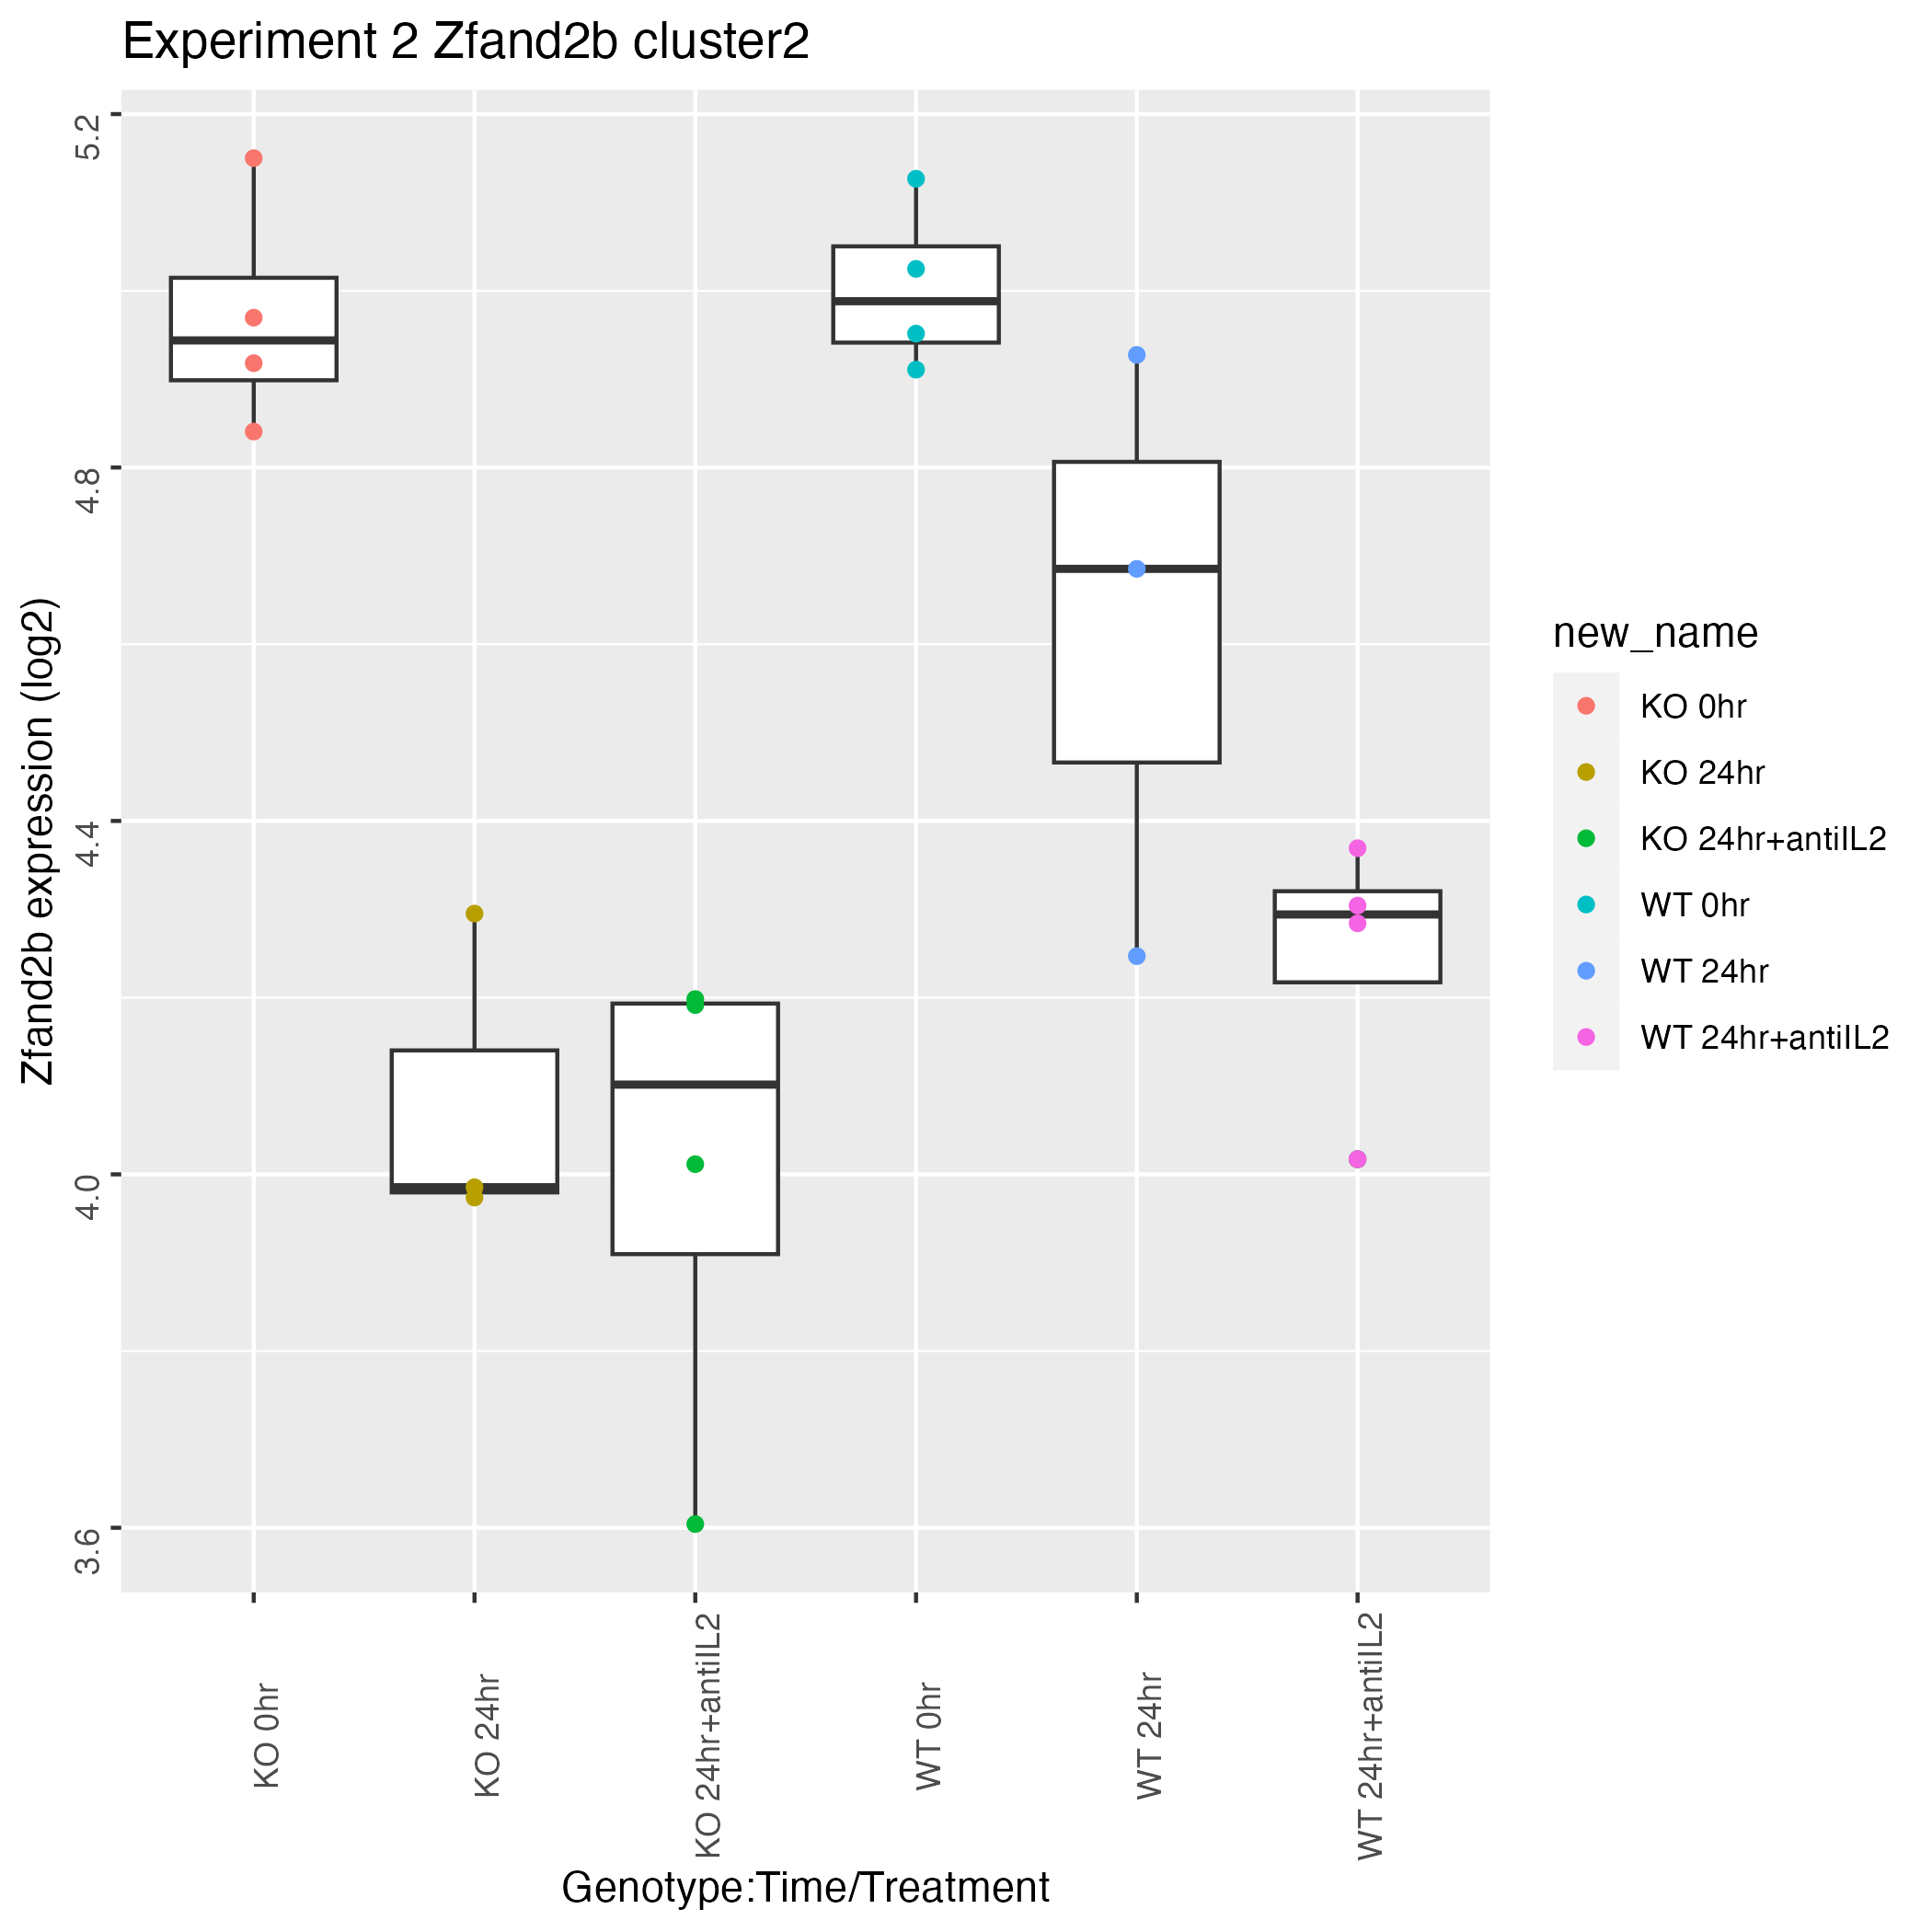 Experiment 2 Zfand2b cluster2
Zfand2b expression (log2)
5.2
4.8
4.4
4.0
3.6
KO 0hr
KO 24hr
KO 24hr+antiIL2
WT 0hr
WT 24hr
WT 24hr+antiIL2
Genotype:Time/Treatment
new_name
KO 0hr
KO 24hr
KO 24hr+antiIL2
WT 0hr
WT 24hr
WT 24hr+antiIL2